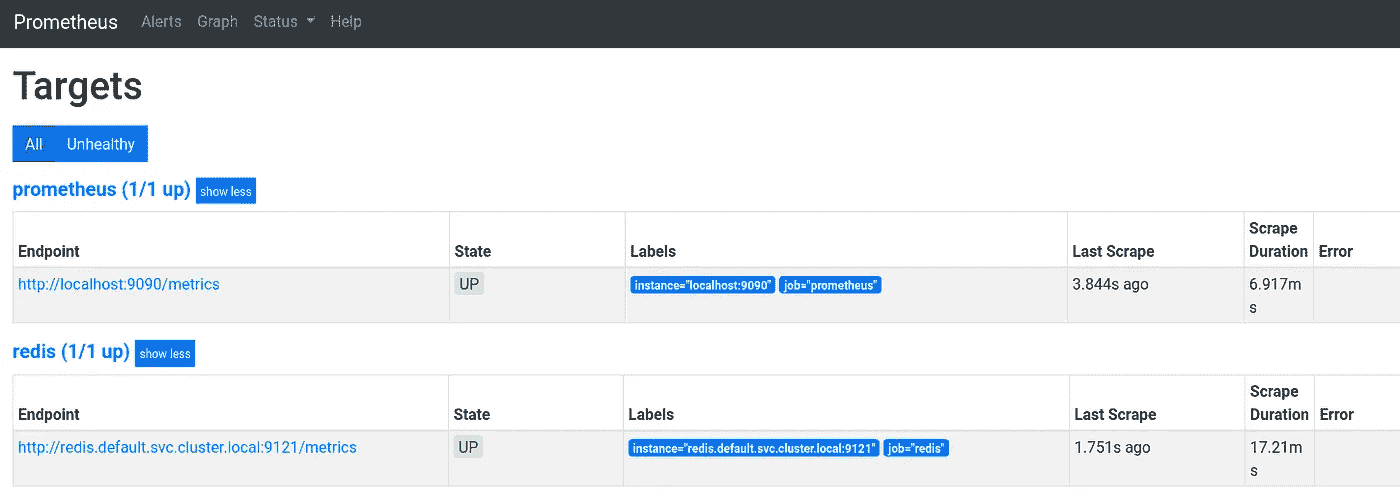 Prometheus Alerts Graph Status Help
Targets
All Unhealthy
prometheus (1/1 up) show less
Endpoint State Labels Last Scrape Scrape Duration Error
http://localhost:9090/metrics UP instance="localhost:9090" job="prometheus" 3.844s ago 6.917ms
redis (1/1 up) show less
Endpoint State Labels Last Scrape Scrape Duration Error
http://redis.default.svc.cluster.local:9121/metrics UP instance="redis.default.svc.cluster.local:9121" job="redis" 1.751s ago 17.21ms